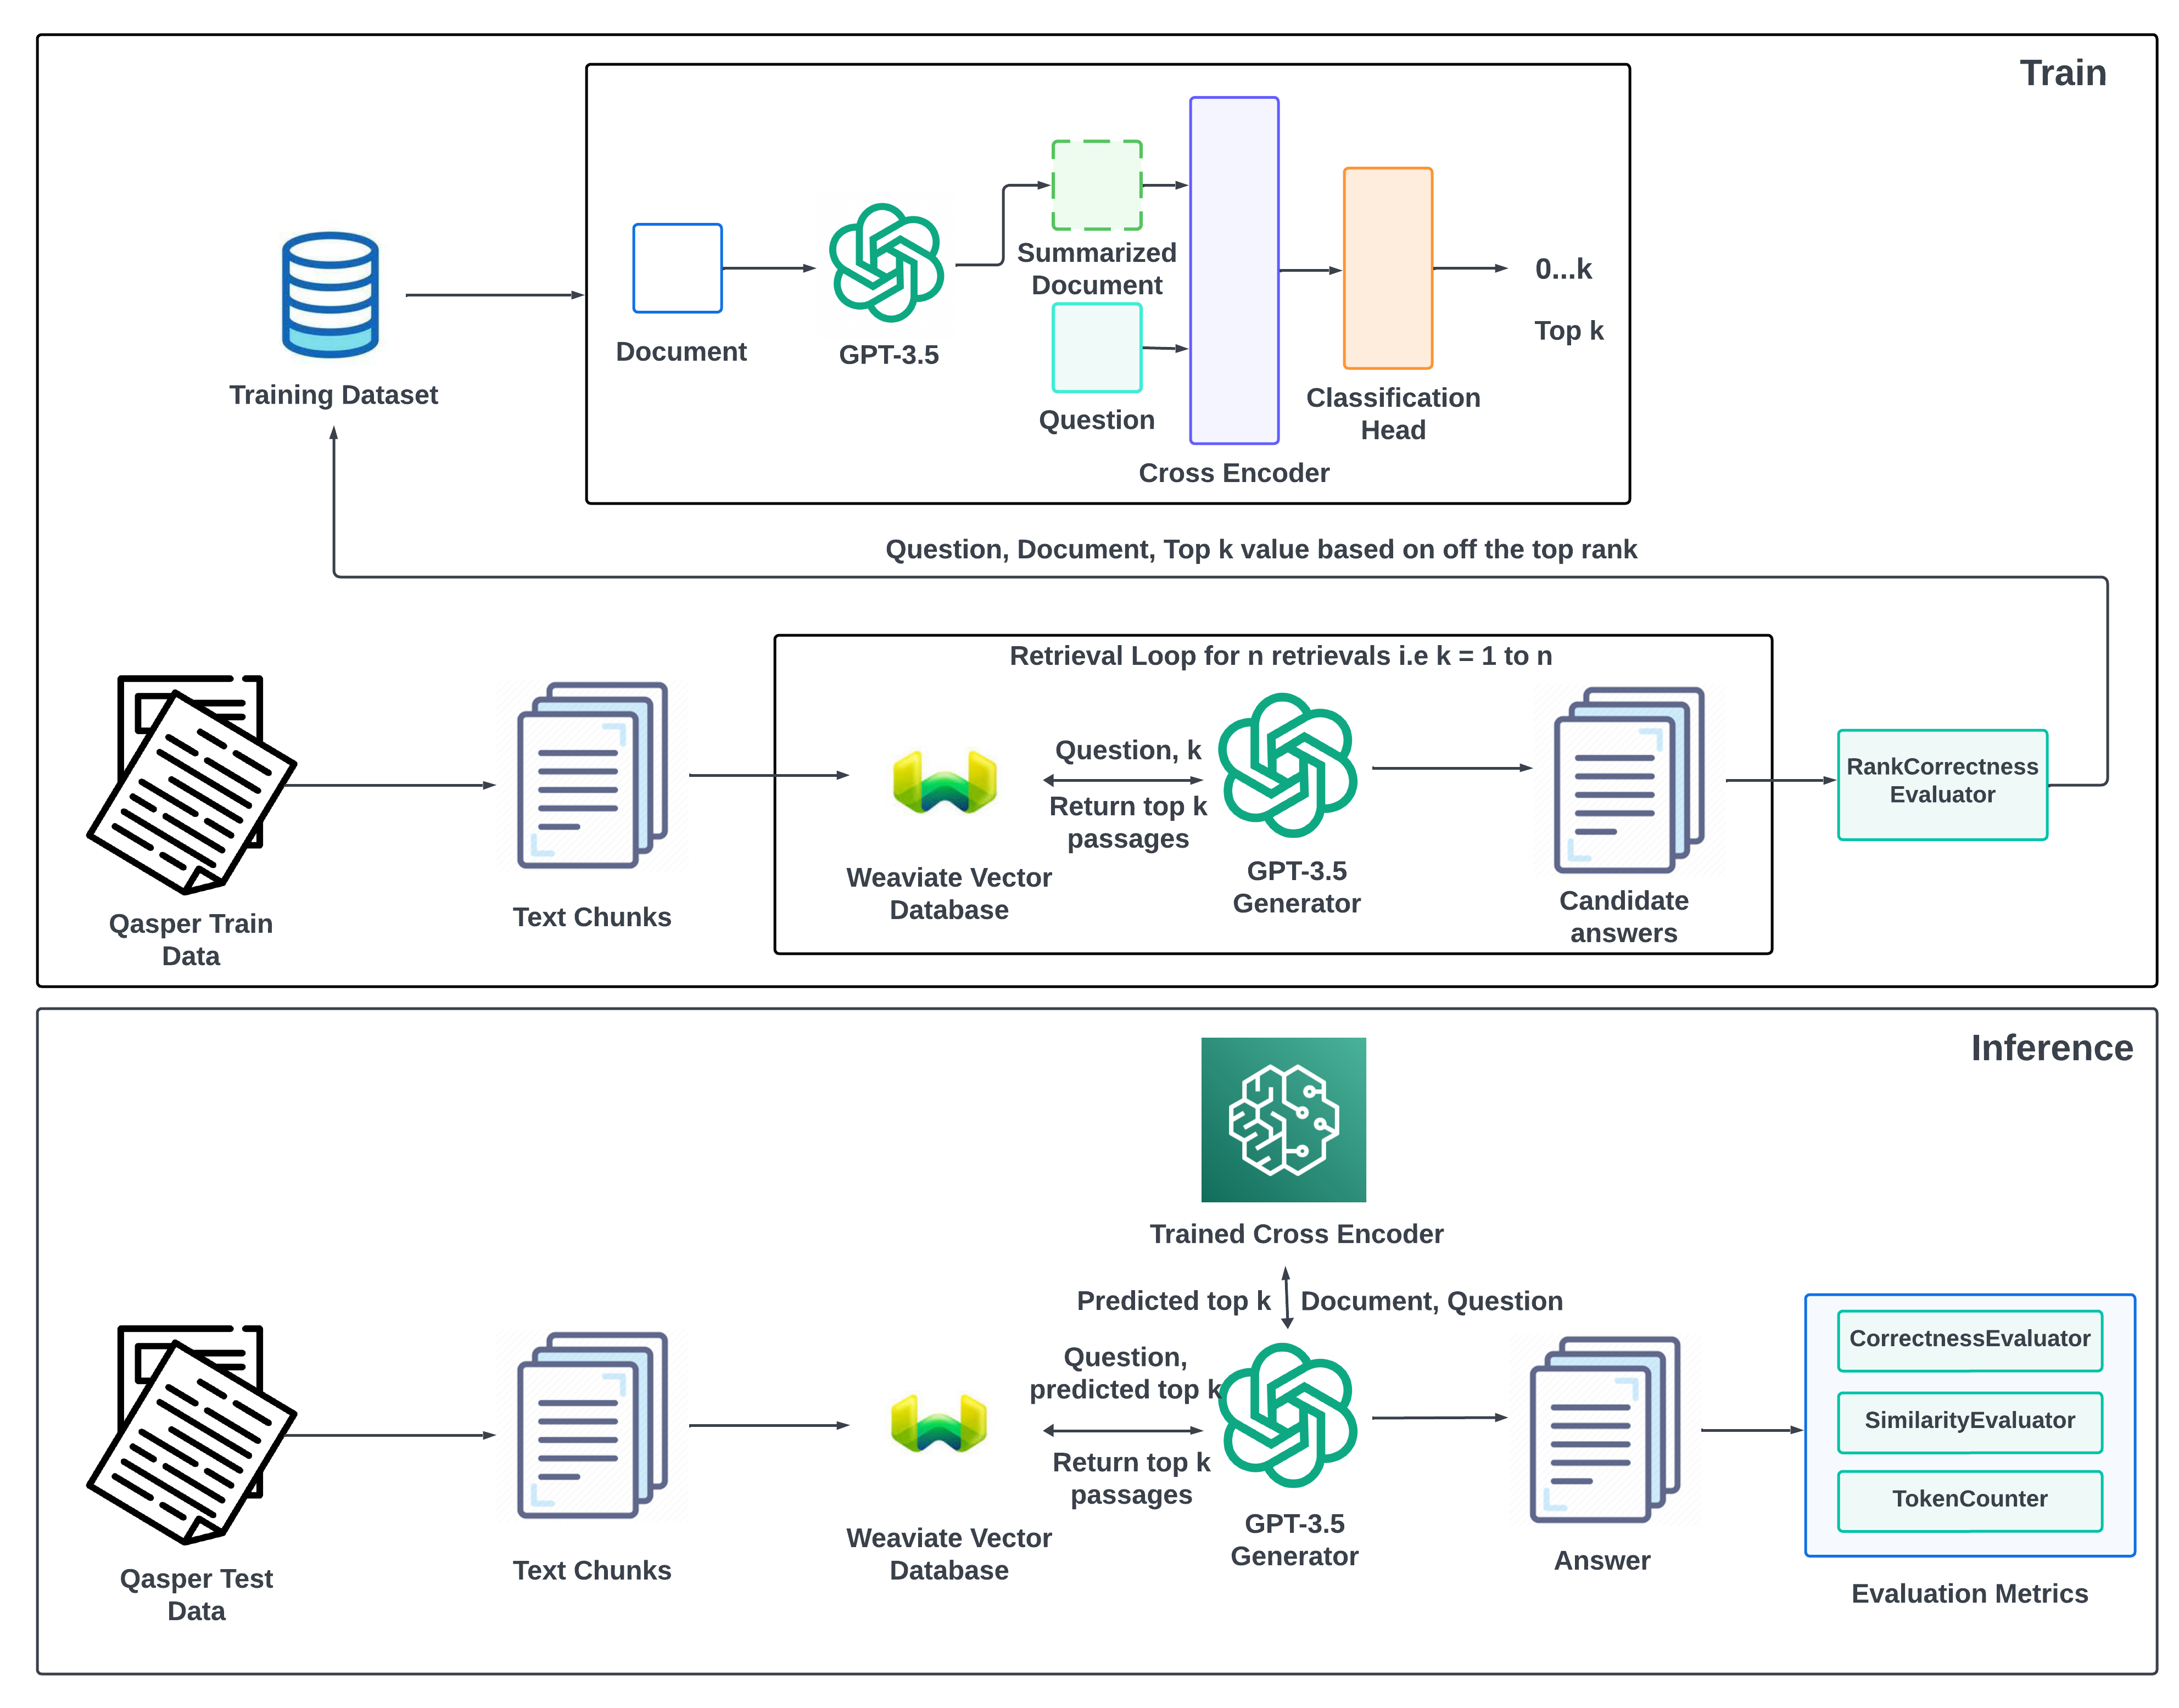 Train
Summarized
Document
Document
GPT-3.5
Question
Cross Encoder
Classification
Head
0...k
Top k
Training Dataset
Question, Document, Top k value based on off the top rank
Retrieval Loop for n retrievals i.e k = 1 to n
Qasper Train
Data
Text Chunks
Weaviate Vector
Database
Question, k
Return top k
passages
GPT-3.5
Generator
Candidate
answers
RankCorrectness
Evaluator
Inference
Trained Cross Encoder
Predicted top k
Document, Question
Qasper Test
Data
Text Chunks
Weaviate Vector
Database
Question,
predicted top k
Return top k
passages
GPT-3.5
Generator
Answer
CorrectnessEvaluator
SimilarityEvaluator
TokenCounter
Evaluation Metrics